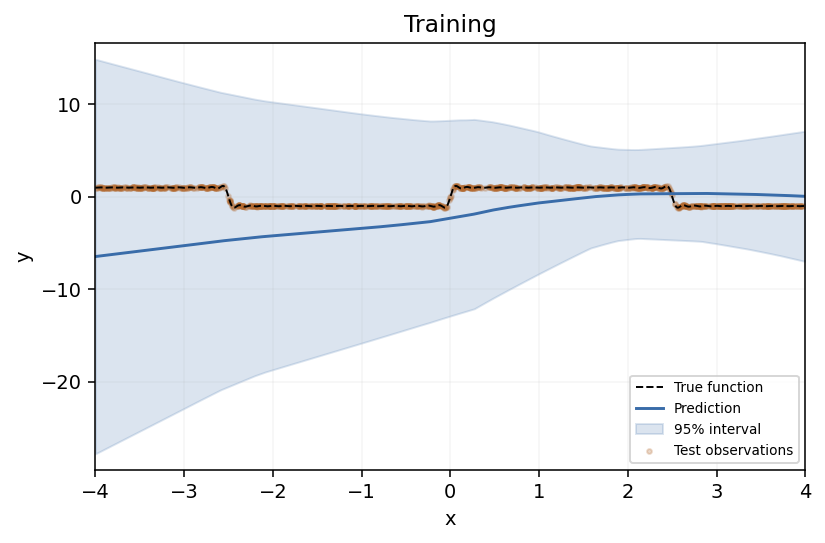 Training
10
0
−10
−20
y
−4
−3
−2
−1
0
1
2
3
4
x
True function
Prediction
95% interval
Test observations